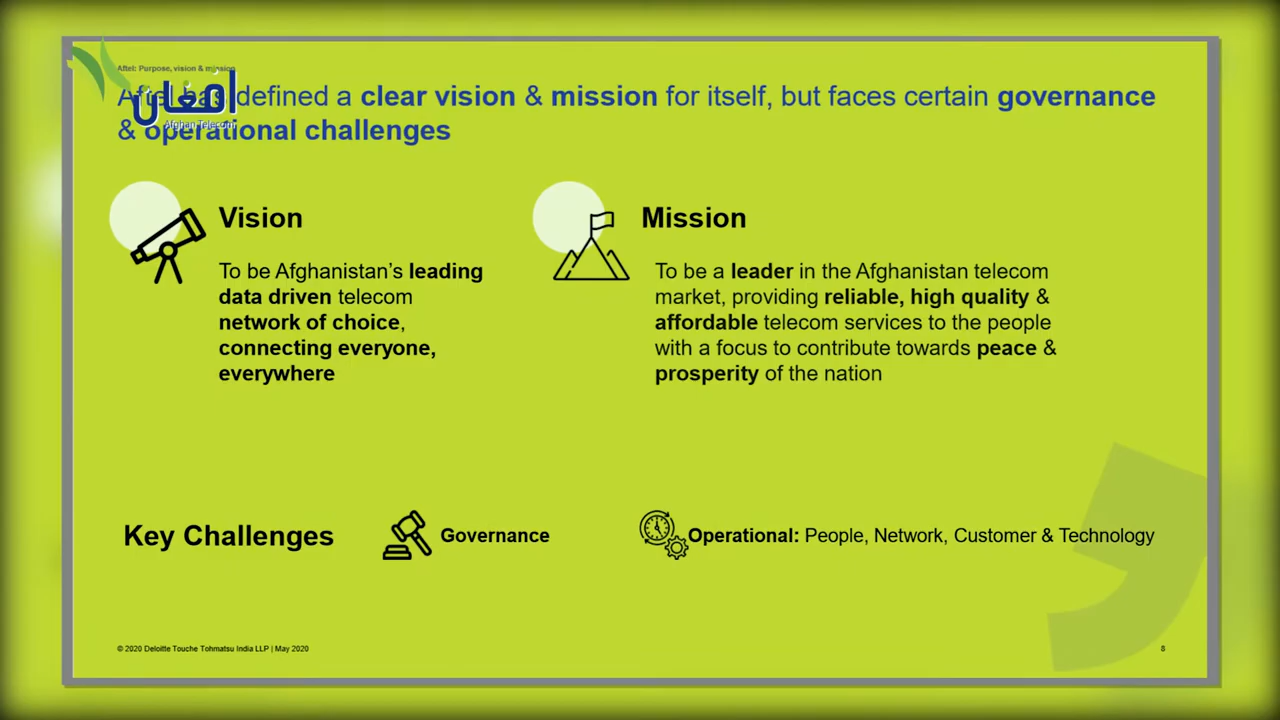 Aftel: Purpose, vision & mission
افغان
Afghan Telecom
Aftel has defined a clear vision & mission for itself, but faces certain governance
& operational challenges
Vision
To be Afghanistan's leading
data driven telecom
network of choice,
connecting everyone,
everywhere
Mission
To be a leader in the Afghanistan telecom
market, providing reliable, high quality &
affordable telecom services to the people
with a focus to contribute towards peace &
prosperity of the nation
Key Challenges
Governance
Operational: People, Network, Customer & Technology
© 2020 Deloitte Touche Tohmatsu India LLP | May 2020
8